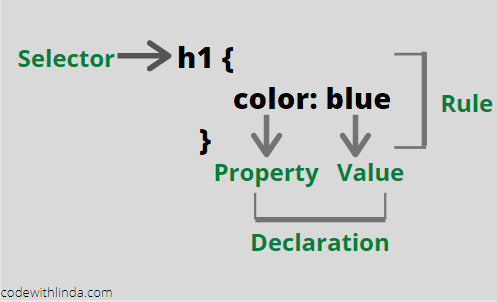 Selector h1 {
color: blue
Rule
}
Property Value
Declaration
codewithlinda.com